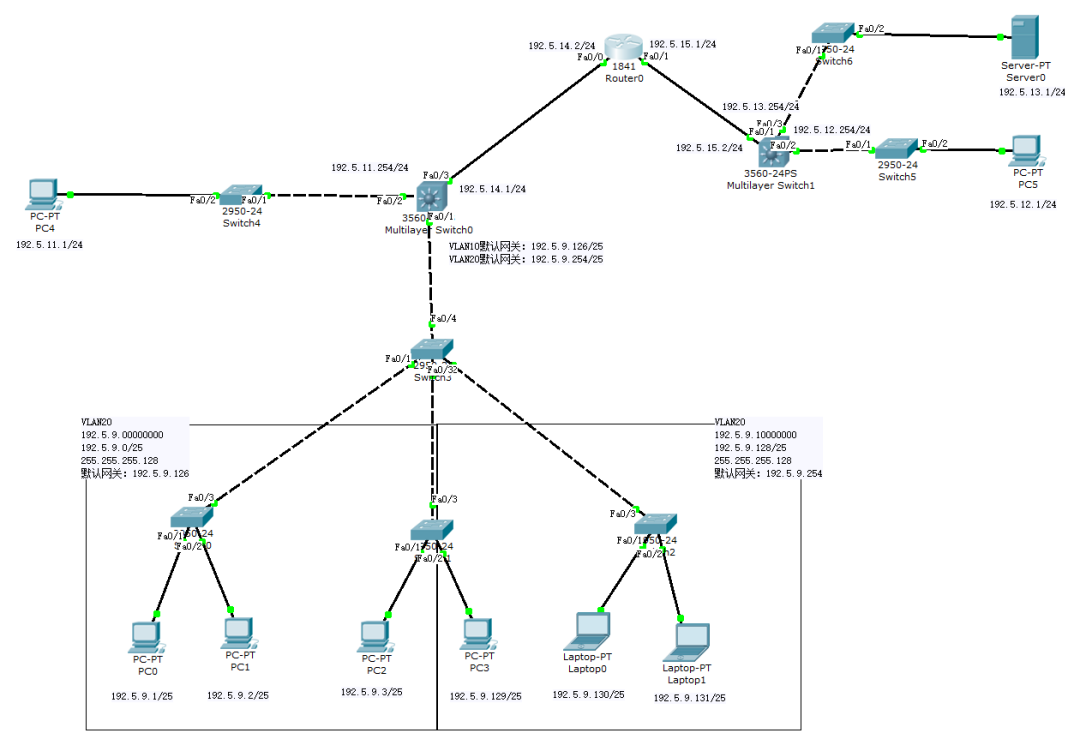 Fa0/2
Fa0/1
Switch6
Server-PT
Server0
192.5.13.1/24
192.5.14.2/24
192.5.15.1/24
Fa0/0
Fa0/1
1841
Router0
192.5.13.254/24
Fa0/3
Fa0/1
192.5.12.254/24
192.5.15.2/24
Fa0/2
Fa0/1
Fa0/2
3560-24PS
Multilayer Switch1
2950-24
Switch5
PC-PT
PC5
192.5.12.1/24
192.5.11.254/24
Fa0/3
192.5.14.1/24
Fa0/2
Fa0/1
Fa0/2
PC-PT
PC4
2950-24
Switch4
Fa0/1
Multilayer Switch0
192.5.11.1/24
VLAN10默认网关: 192.5.9.126/25
VLAN20默认网关: 192.5.9.254/25
Fa0/4
Fa0/1
Switch3
VLAN20
192.5.9.00000000
192.5.9.0/25
255.255.255.128
默认网关: 192.5.9.126
VLAN20
192.5.9.10000000
192.5.9.128/25
255.255.255.128
默认网关: 192.5.9.254
Fa0/3
Fa0/3
Fa0/3
Fa0/1
Fa0/2
Fa0/1
Fa0/2
Fa0/1
Fa0/2
PC-PT
PC0
PC-PT
PC1
PC-PT
PC2
PC-PT
PC3
Laptop-PT
Laptop0
Laptop-PT
Laptop1
192.5.9.1/25
192.5.9.2/25
192.5.9.3/25
192.5.9.129/25
192.5.9.130/25
192.5.9.131/25